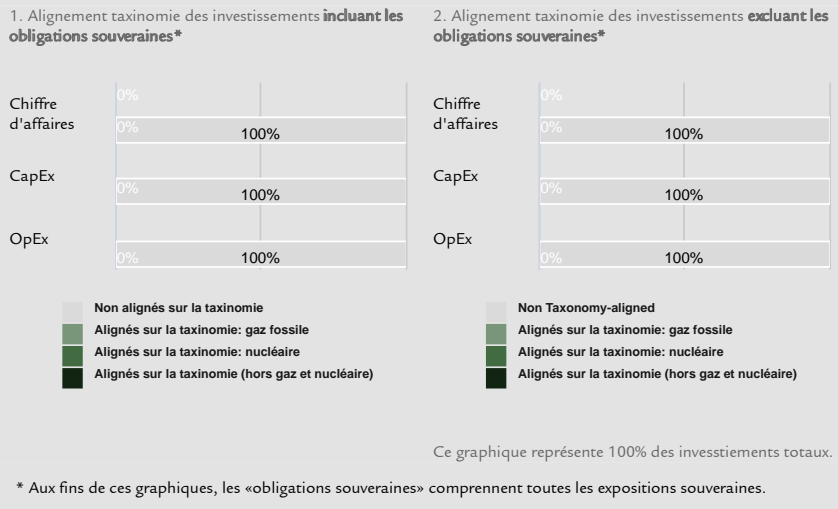 1. Alignement taxinomie des investissements incluant les
obligations souveraines*
0%
Chiffre
d'affaires
0%
100%
CapEx
0%
100%
OpEx
0%
100%
Non alignés sur la taxinomie
Alignés sur la taxinomie: gaz fossile
Alignés sur la taxinomie: nucléaire
Alignés sur la taxinomie (hors gaz et nucléaire)
2. Alignement taxinomie des investissements excluant les
obligations souveraines*
0%
Chiffre
d'affaires
0%
100%
CapEx
0%
100%
OpEx
0%
100%
Non Taxonomy-aligned
Alignés sur la taxinomie: gaz fossile
Alignés sur la taxinomie: nucléaire
Alignés sur la taxinomie (hors gaz et nucléaire)
Ce graphique représente 100% des invesstiements totaux.
* Aux fins de ces graphiques, les «obligations souveraines» comprennent toutes les expositions souveraines.